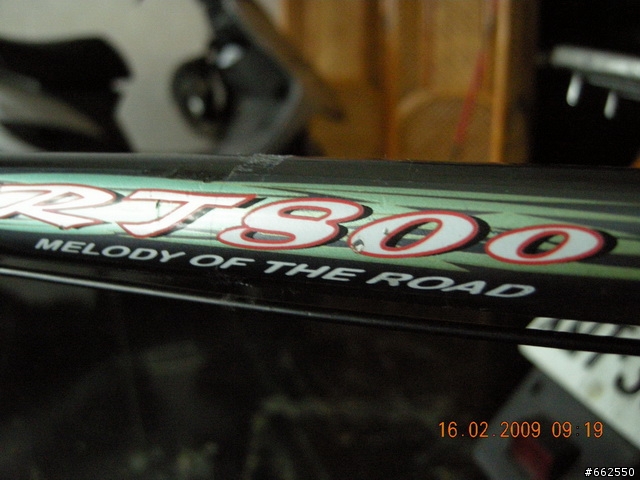 RT800
MELODY OF THE ROAD
16.02.2009 09:19
#662550